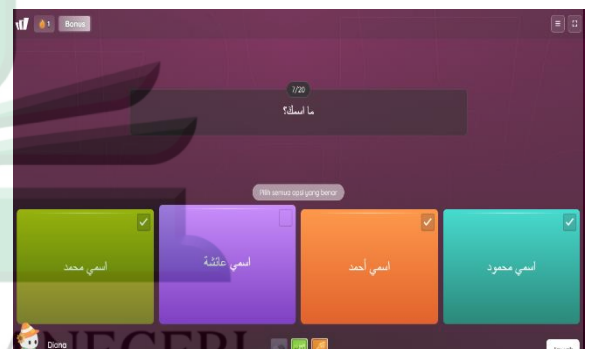 1
Bonus
7/20
ما اسمك؟
Pilih semua opsi yang benar
اسمي محمد
اسمي عائشة
اسمي أحمد
اسمي محمود
Diana
NEGERI